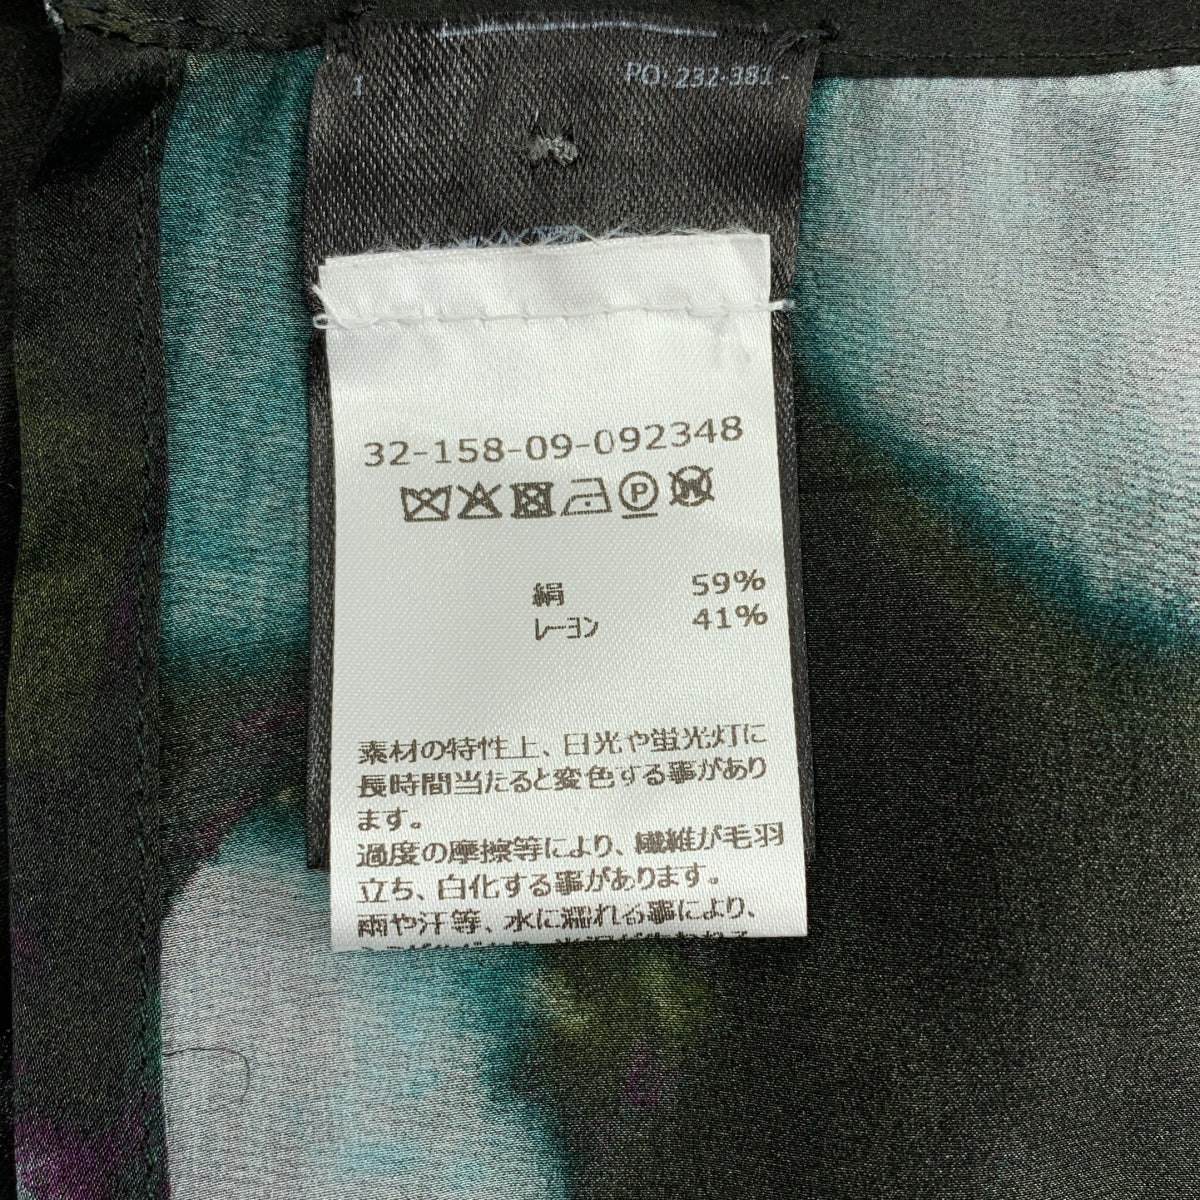 1
PO: 232-381 -
32-158-09-092348
P
W
絹 59%
レーヨン 41%
素材の特性上、日光や蛍光灯に
長時間当たると変色する事があり
ます。
過度の摩擦等により、繊維が毛羽
立ち、白化する事があります。
雨や汗等、水に濡れる事により、